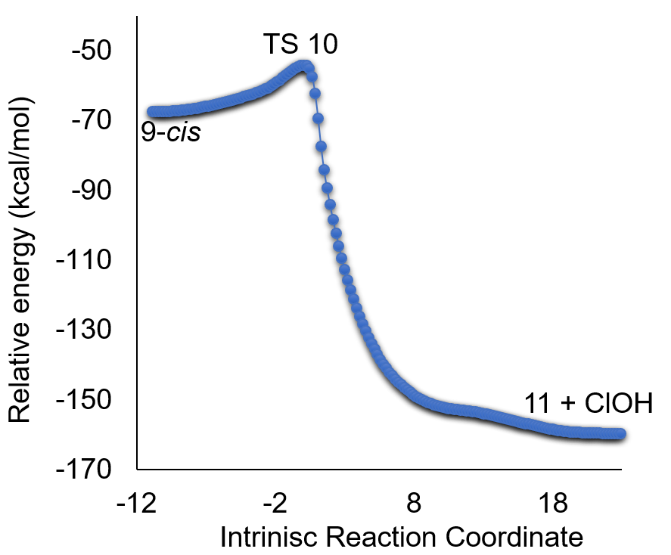 TS 10
-50
-70
9-cis
-90
-110
-130
-150
11 + ClOH
-170
-12
-2
8
18
Relative energy (kcal/mol)
Intrinisc Reaction Coordinate